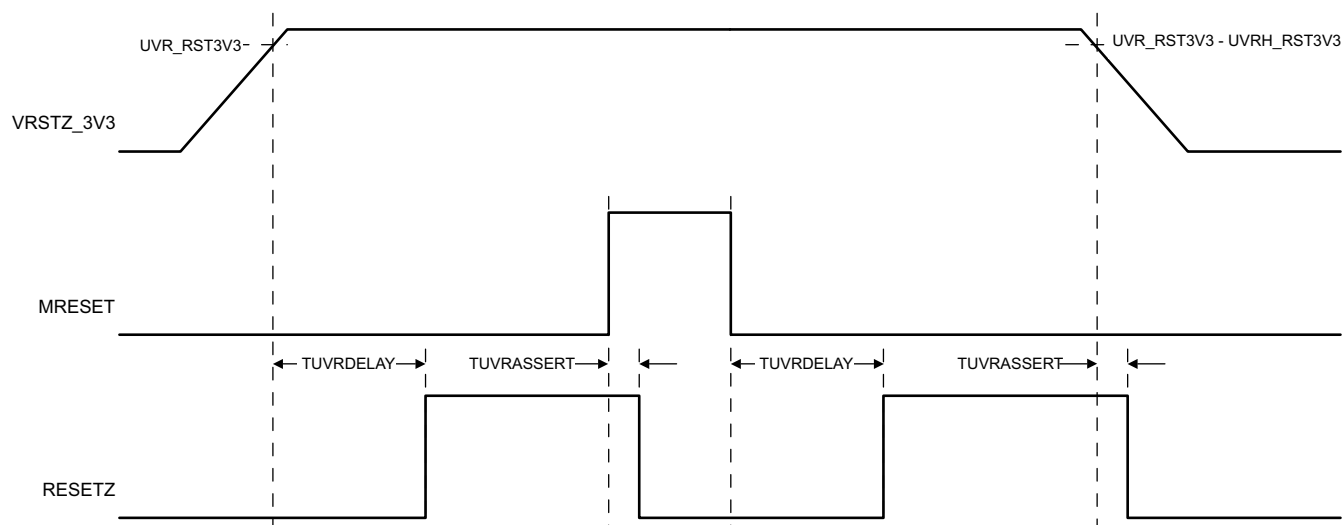 UVR_RST3V3
UVR_RST3V3 - UVRH_RST3V3
VRSTZ_3V3
MRESET
TUVRDELAY TUVRASSERT TUVRDELAY TUVRASSERT
RESETZ